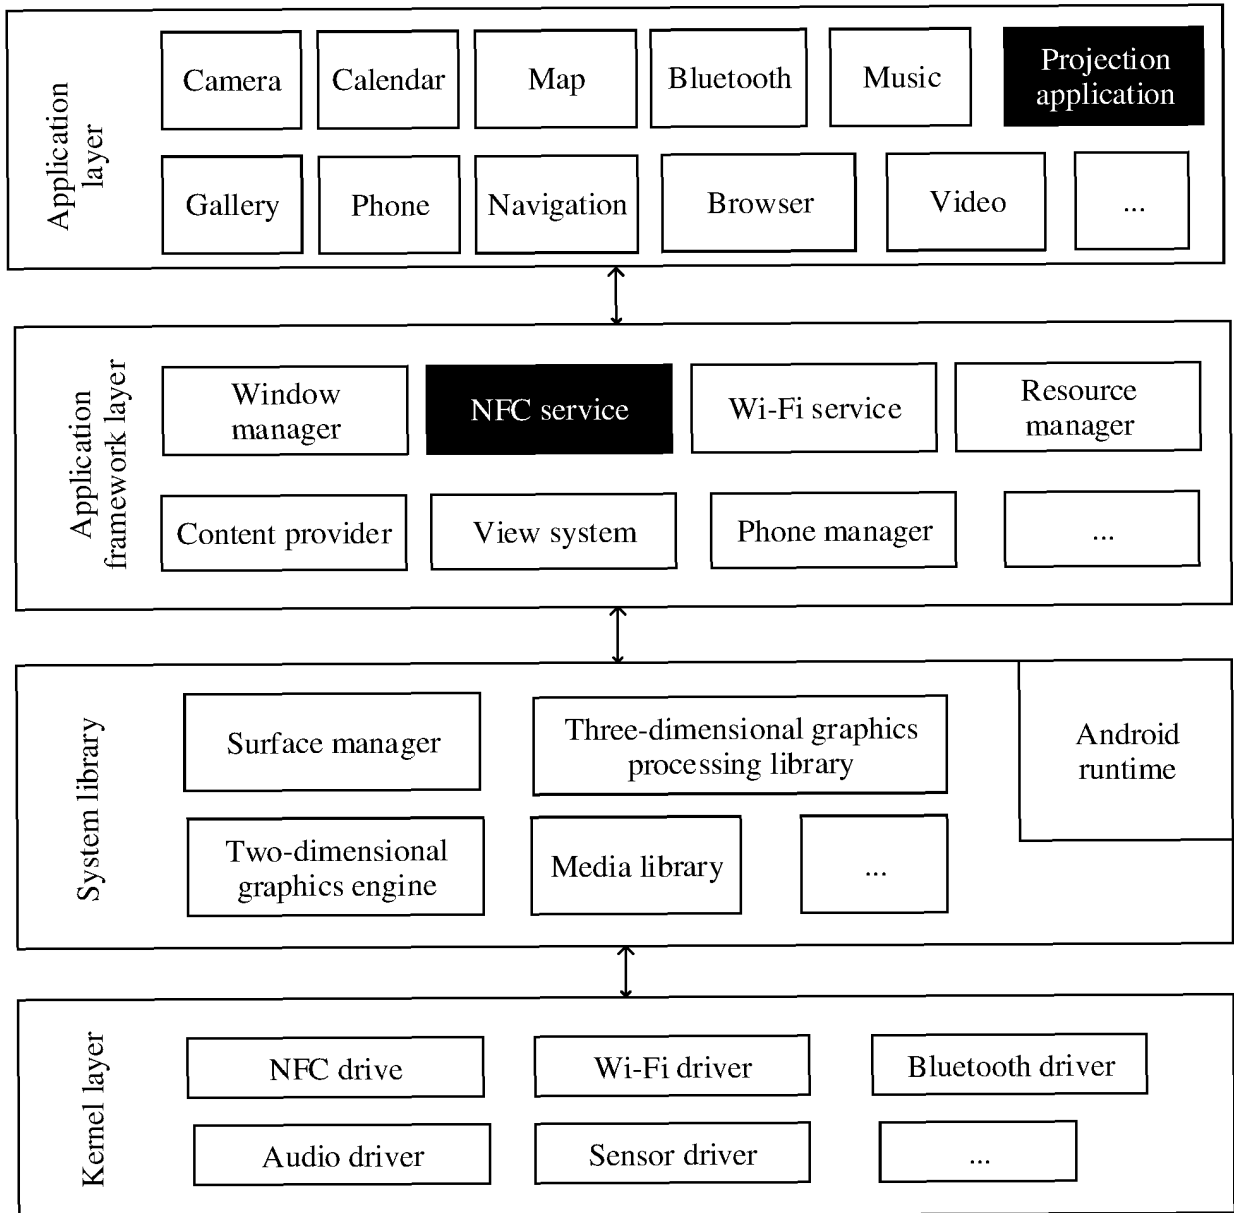 Application
layer
Camera
Calendar
Map
Bluetooth
Music
Projection
application
Gallery
Phone
Navigation
Browser
Video
...
Application
framework layer
Window
manager
NFC service
Wi-Fi service
Resource
manager
Content provider
View system
Phone manager
...
System library
Surface manager
Three-dimensional graphics
processing library
Android
runtime
Two-dimensional
graphics engine
Media library
...
Kernel layer
NFC drive
Wi-Fi driver
Bluetooth driver
Audio driver
Sensor driver
...